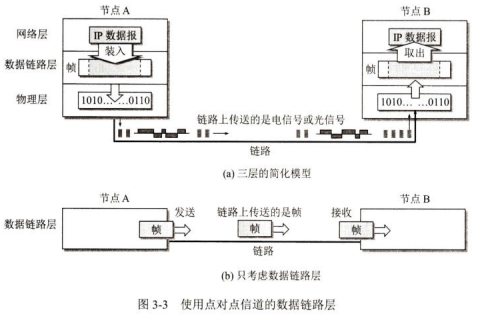 节点 A
节点 B
网络层
IP 数据报
IP 数据报
装入
取出
数据链路层
帧
帧
物理层
1010… …0110
1010… …0110
链路上传送的是电信号或光信号
链路
(a) 三层的简化模型
节点 A
节点 B
数据链路层
发送
链路上传送的是帧
接收
帧
帧
帧
链路
(b) 只考虑数据链路层
图 3-3 使用点对点信道的数据链路层